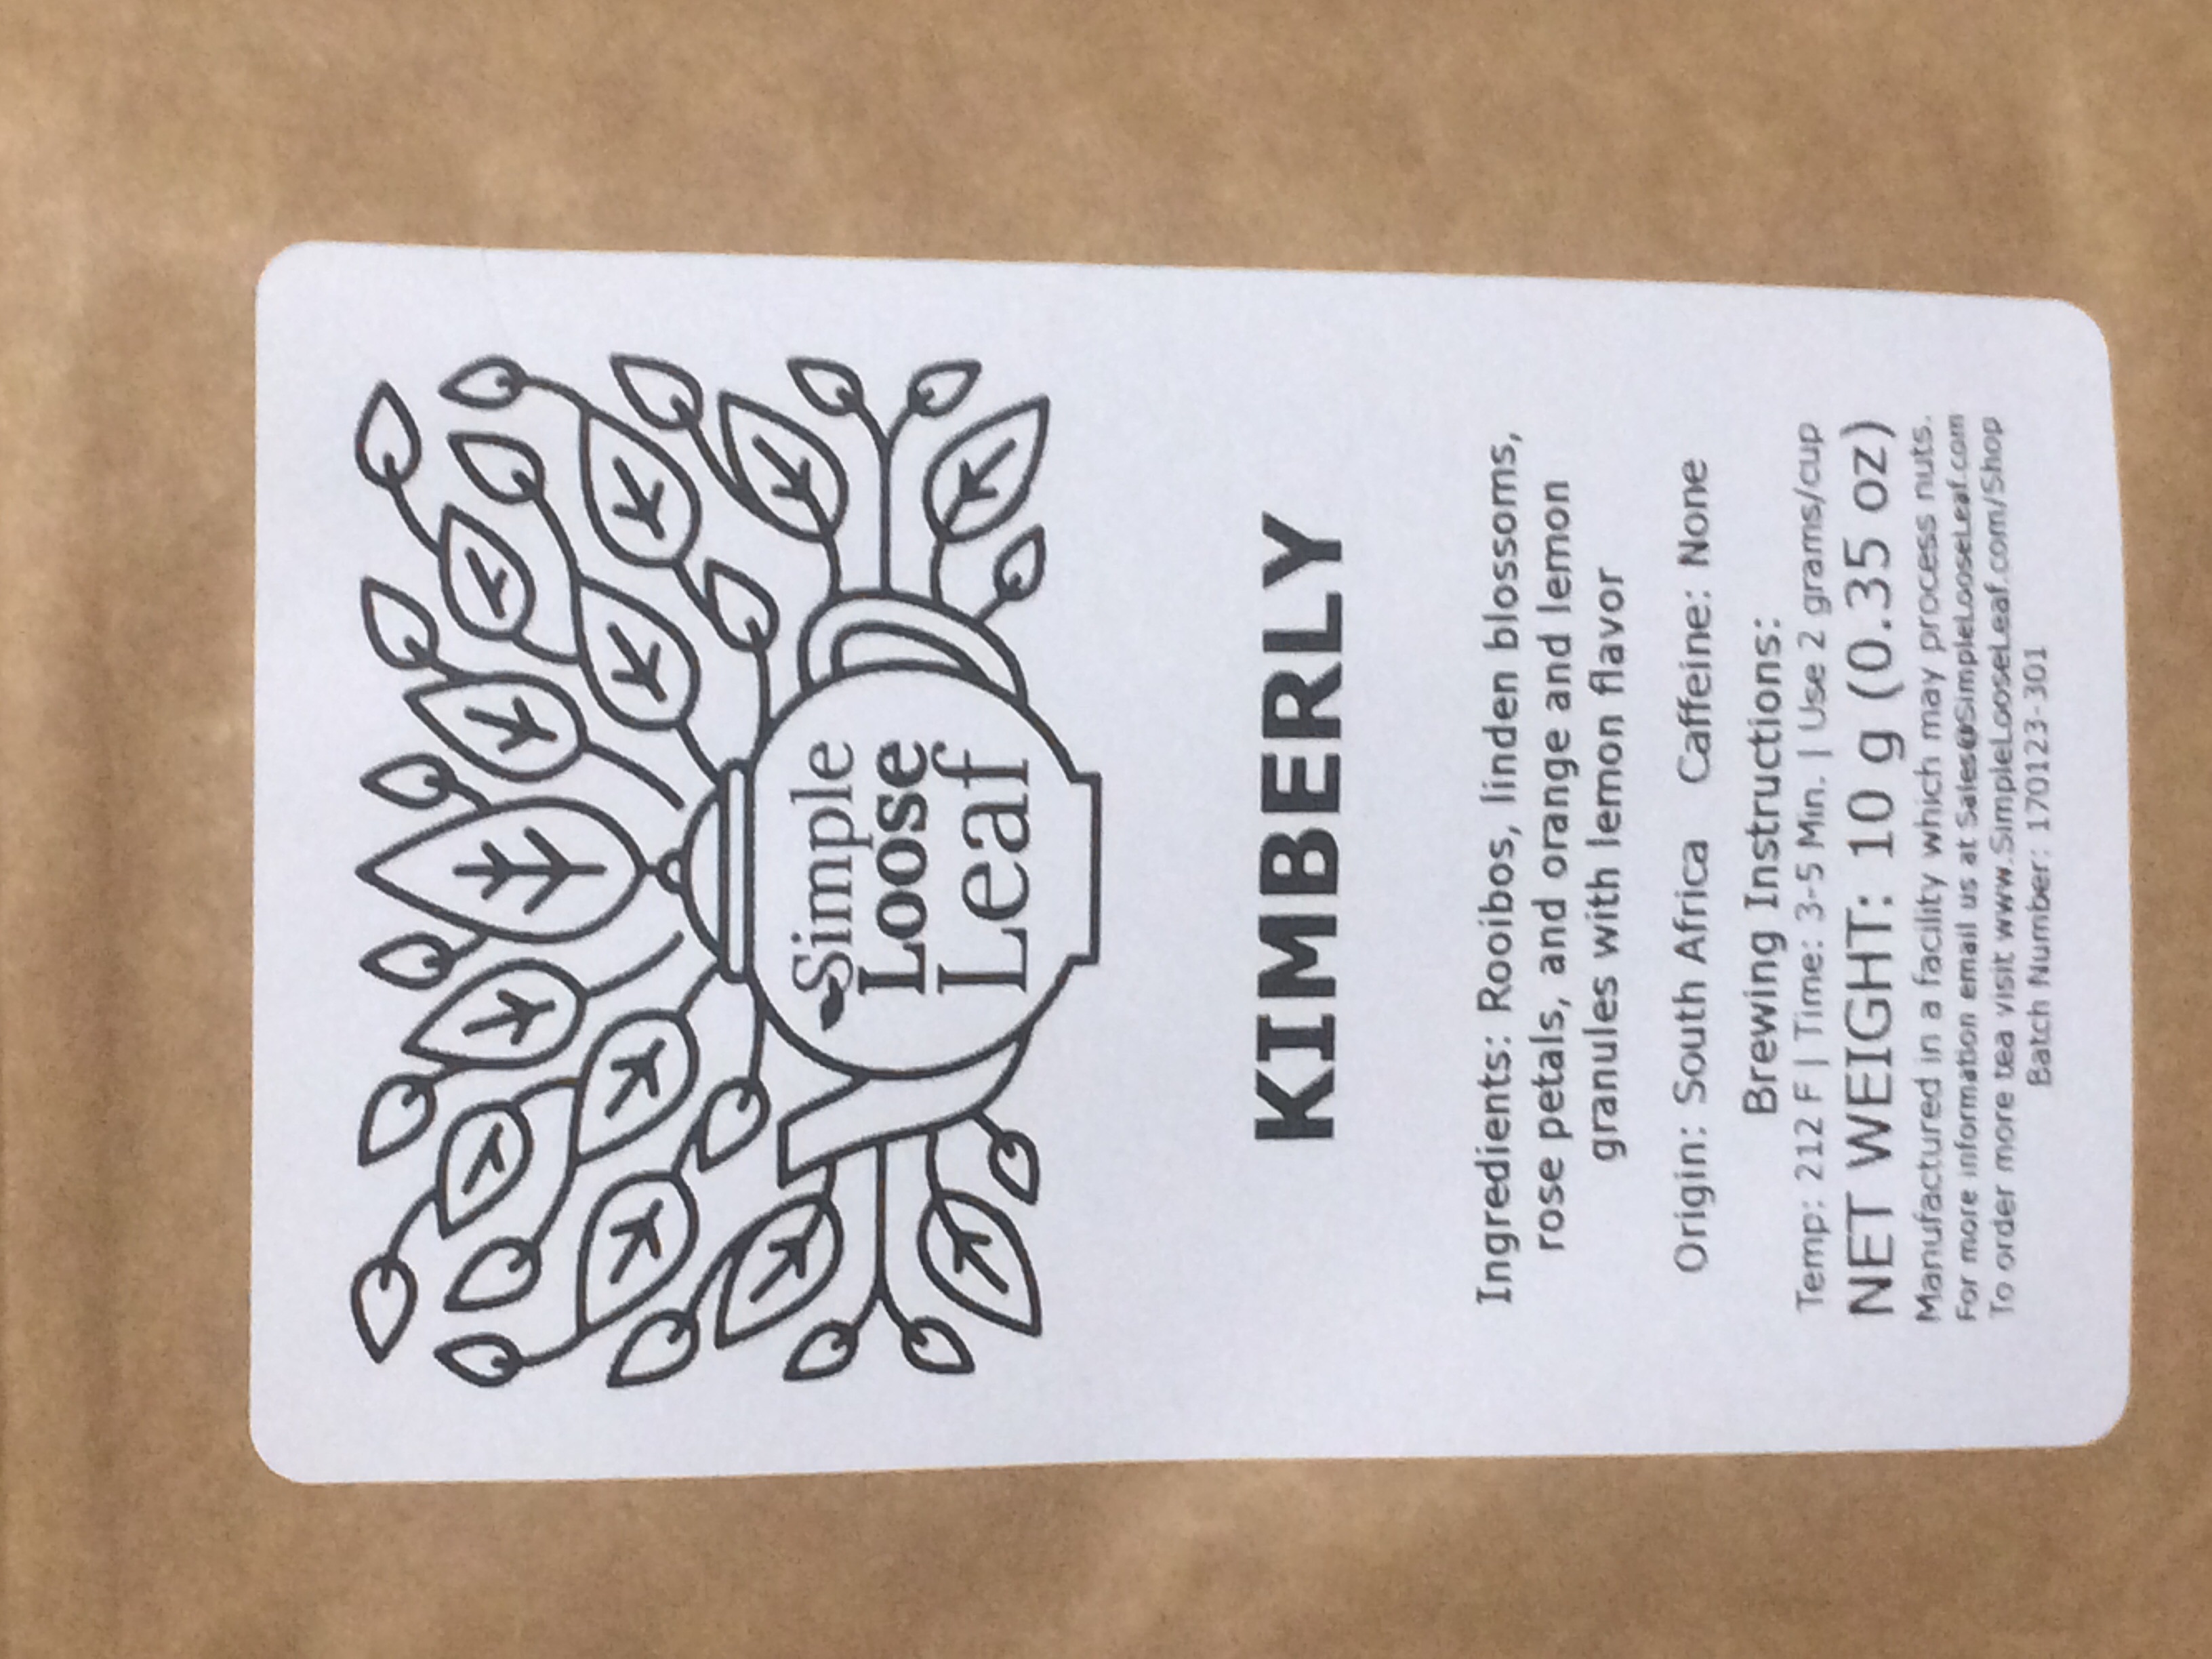 Simple
Loose
Leaf
KIMBERLY
Ingredients: Rooibos, linden blossoms,
rose petals, and orange and lemon
granules with lemon flavor
Origin: South Africa Caffeine: None
Brewing Instructions:
Temp: 212 F | Time: 3-5 Min. | Use 2 grams/cup
NET WEIGHT: 10 g (0.35 oz)
Manufactured in a facility which may process nuts.
For more information email us at Sales@SimpleLooseLeaf.com
To order more tea visit www.SimpleLooseLeaf.com/Shop
Batch Number: 170123-301